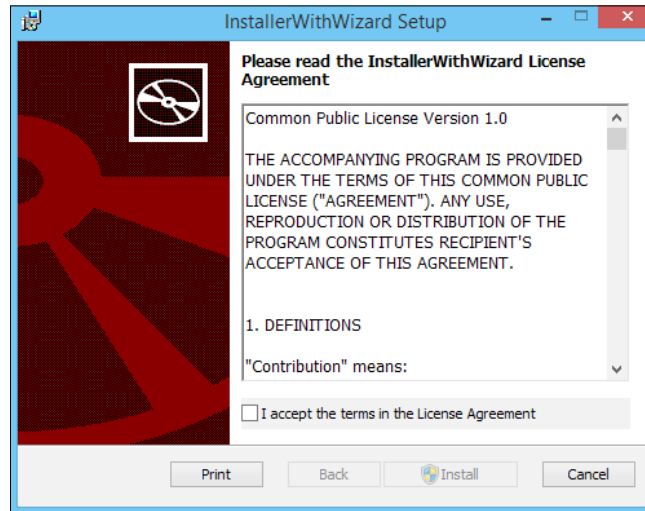 InstallerWithWizard Setup
Please read the InstallerWithWizard License
Agreement
Common Public License Version 1.0
THE ACCOMPANYING PROGRAM IS PROVIDED
UNDER THE TERMS OF THIS COMMON PUBLIC
LICENSE ("AGREEMENT"). ANY USE,
REPRODUCTION OR DISTRIBUTION OF THE
PROGRAM CONSTITUTES RECIPIENT'S
ACCEPTANCE OF THIS AGREEMENT.
1. DEFINITIONS
"Contribution" means:
I accept the terms in the License Agreement
Print Back Install Cancel